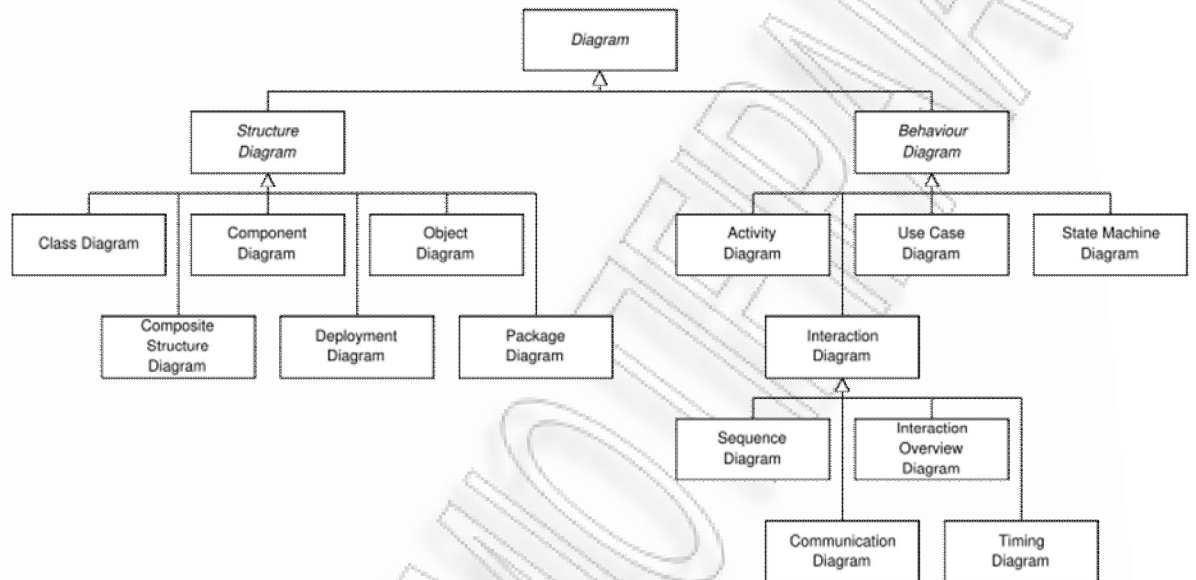 Diagram
Structure
Diagram
Behaviour
Diagram
Class Diagram
Component
Diagram
Object
Diagram
Activity
Diagram
Use Case
Diagram
State Machine
Diagram
Composite
Structure
Diagram
Deployment
Diagram
Package
Diagram
Interaction
Diagram
Sequence
Diagram
Interaction
Overview
Diagram
Communication
Diagram
Timing
Diagram